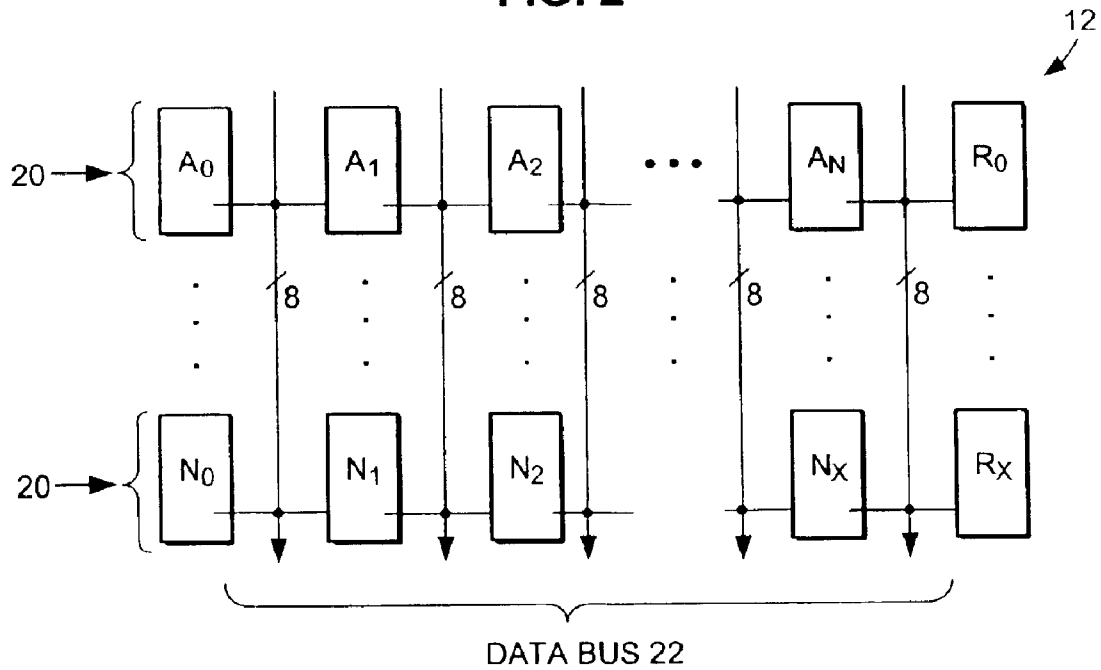 FIG. 2
12
20
A0 A1 A2 ••• AN R0
8 8 8 8 8
20
N0 N1 N2 NX RX
DATA BUS 22